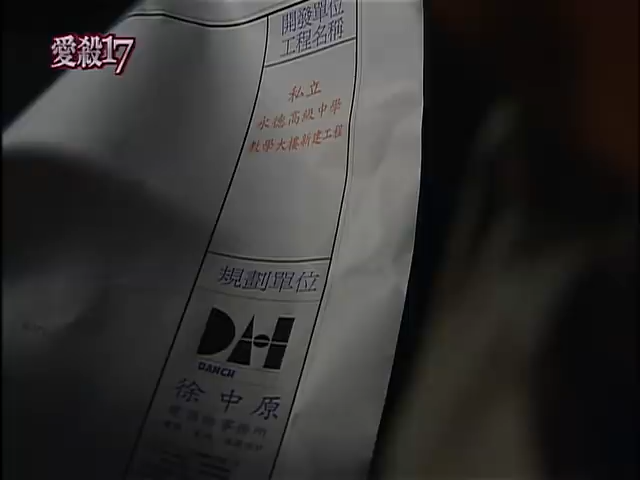 愛殺17
開發單位
工程名稱
私立
永德高級中學
教學大樓新建工程
規劃單位
DAH
徐中原